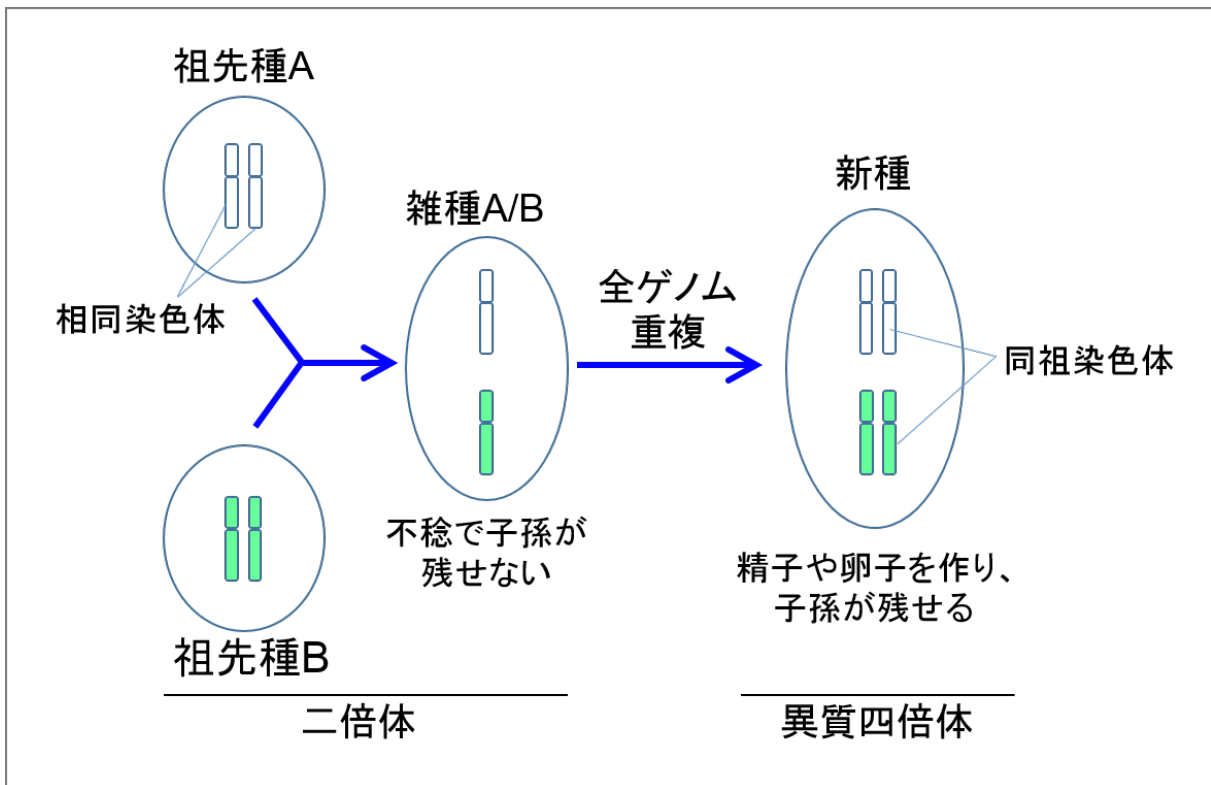 祖先種A
相同染色体
祖先種B
雑種A/B
不稔で子孫が
残せない
二倍体
全ゲノム
重複
新種
同祖染色体
精子や卵子を作り、
子孫が残せる
異質四倍体